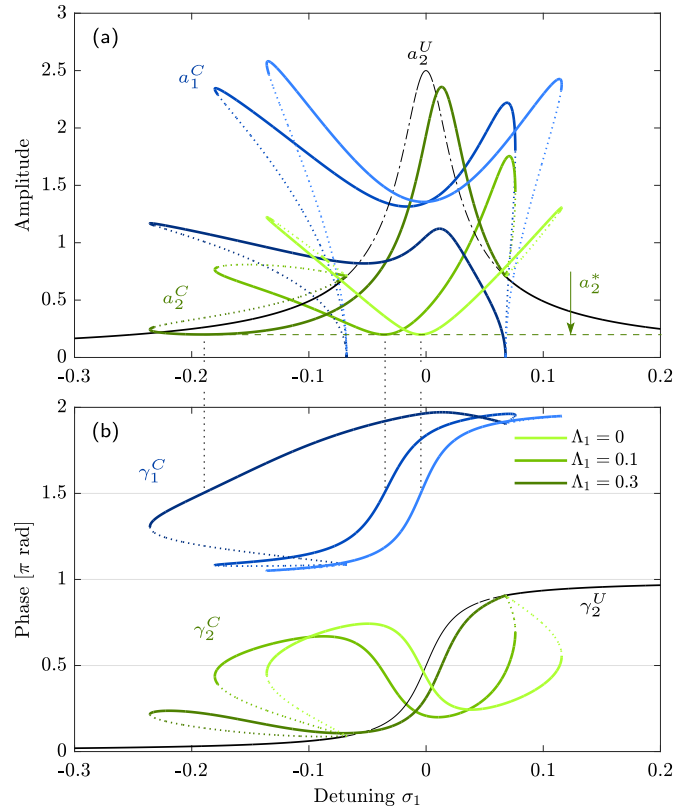 (a)
3
2.5
2
1.5
1
0.5
0
Amplitude
a_2^U
a_1^C
a_2^C
a_2^*
-0.3 -0.2 -0.1 0 0.1 0.2
(b)
2
1.5
1
0.5
0
Phase [π rad]
γ_1^C
Λ_1 = 0
Λ_1 = 0.1
Λ_1 = 0.3
γ_2^C
γ_2^U
-0.3 -0.2 -0.1 0 0.1 0.2
Detuning σ_1